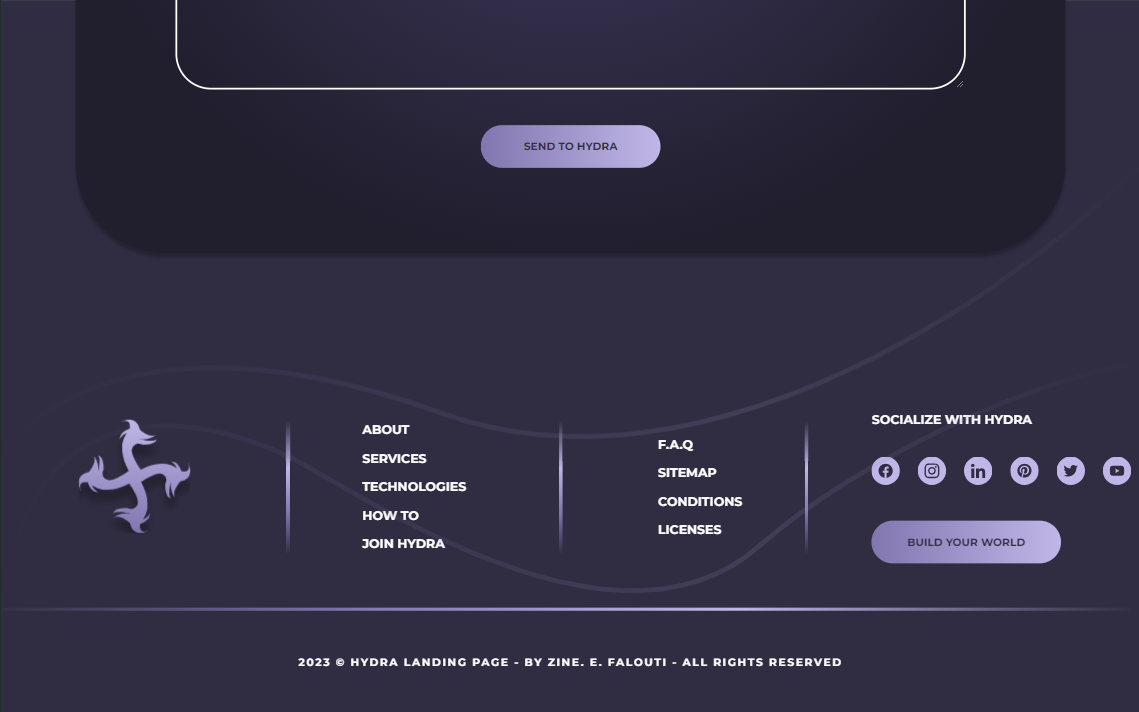 SEND TO HYDRA
ABOUT
SERVICES
TECHNOLOGIES
HOW TO
JOIN HYDRA
F.A.Q
SITEMAP
CONDITIONS
LICENSES
SOCIALIZE WITH HYDRA
BUILD YOUR WORLD
2023 © HYDRA LANDING PAGE - BY ZINE. E. FALOUTI - ALL RIGHTS RESERVED